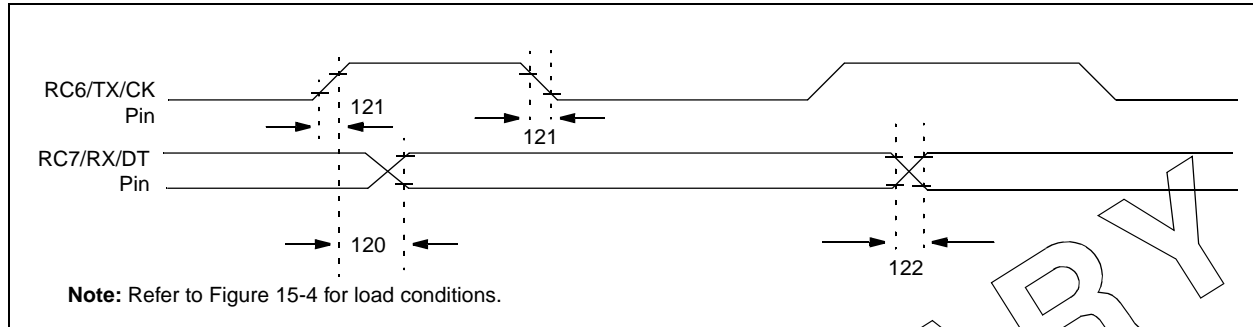 RC6/TX/CK
Pin
121
121
RC7/RX/DT
Pin
120
122
Note: Refer to Figure 15-4 for load conditions.
A R Y